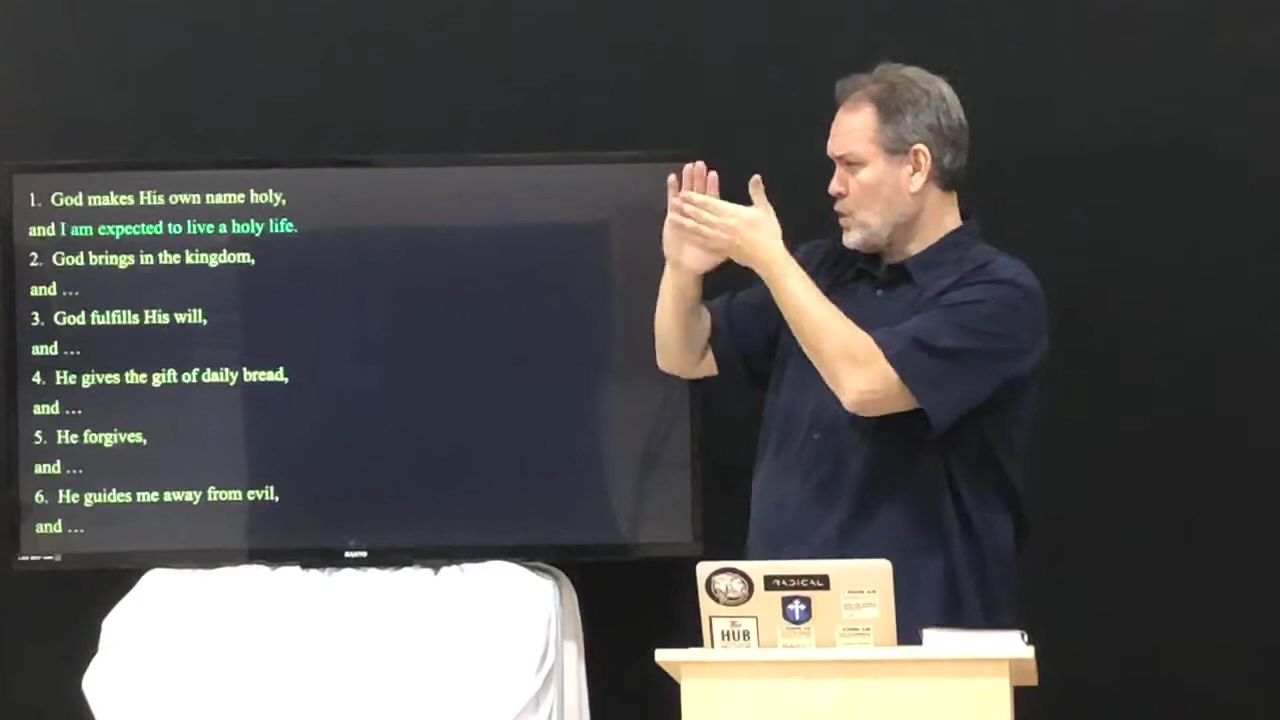 1. God makes His own name holy,
and I am expected to live a holy life.
2. God brings in the kingdom,
and ...
3. God fulfills His will,
and ...
4. He gives the gift of daily bread,
and ...
5. He forgives,
and ...
6. He guides me away from evil,
and ...
SANYO
RADICAL
The
HUB